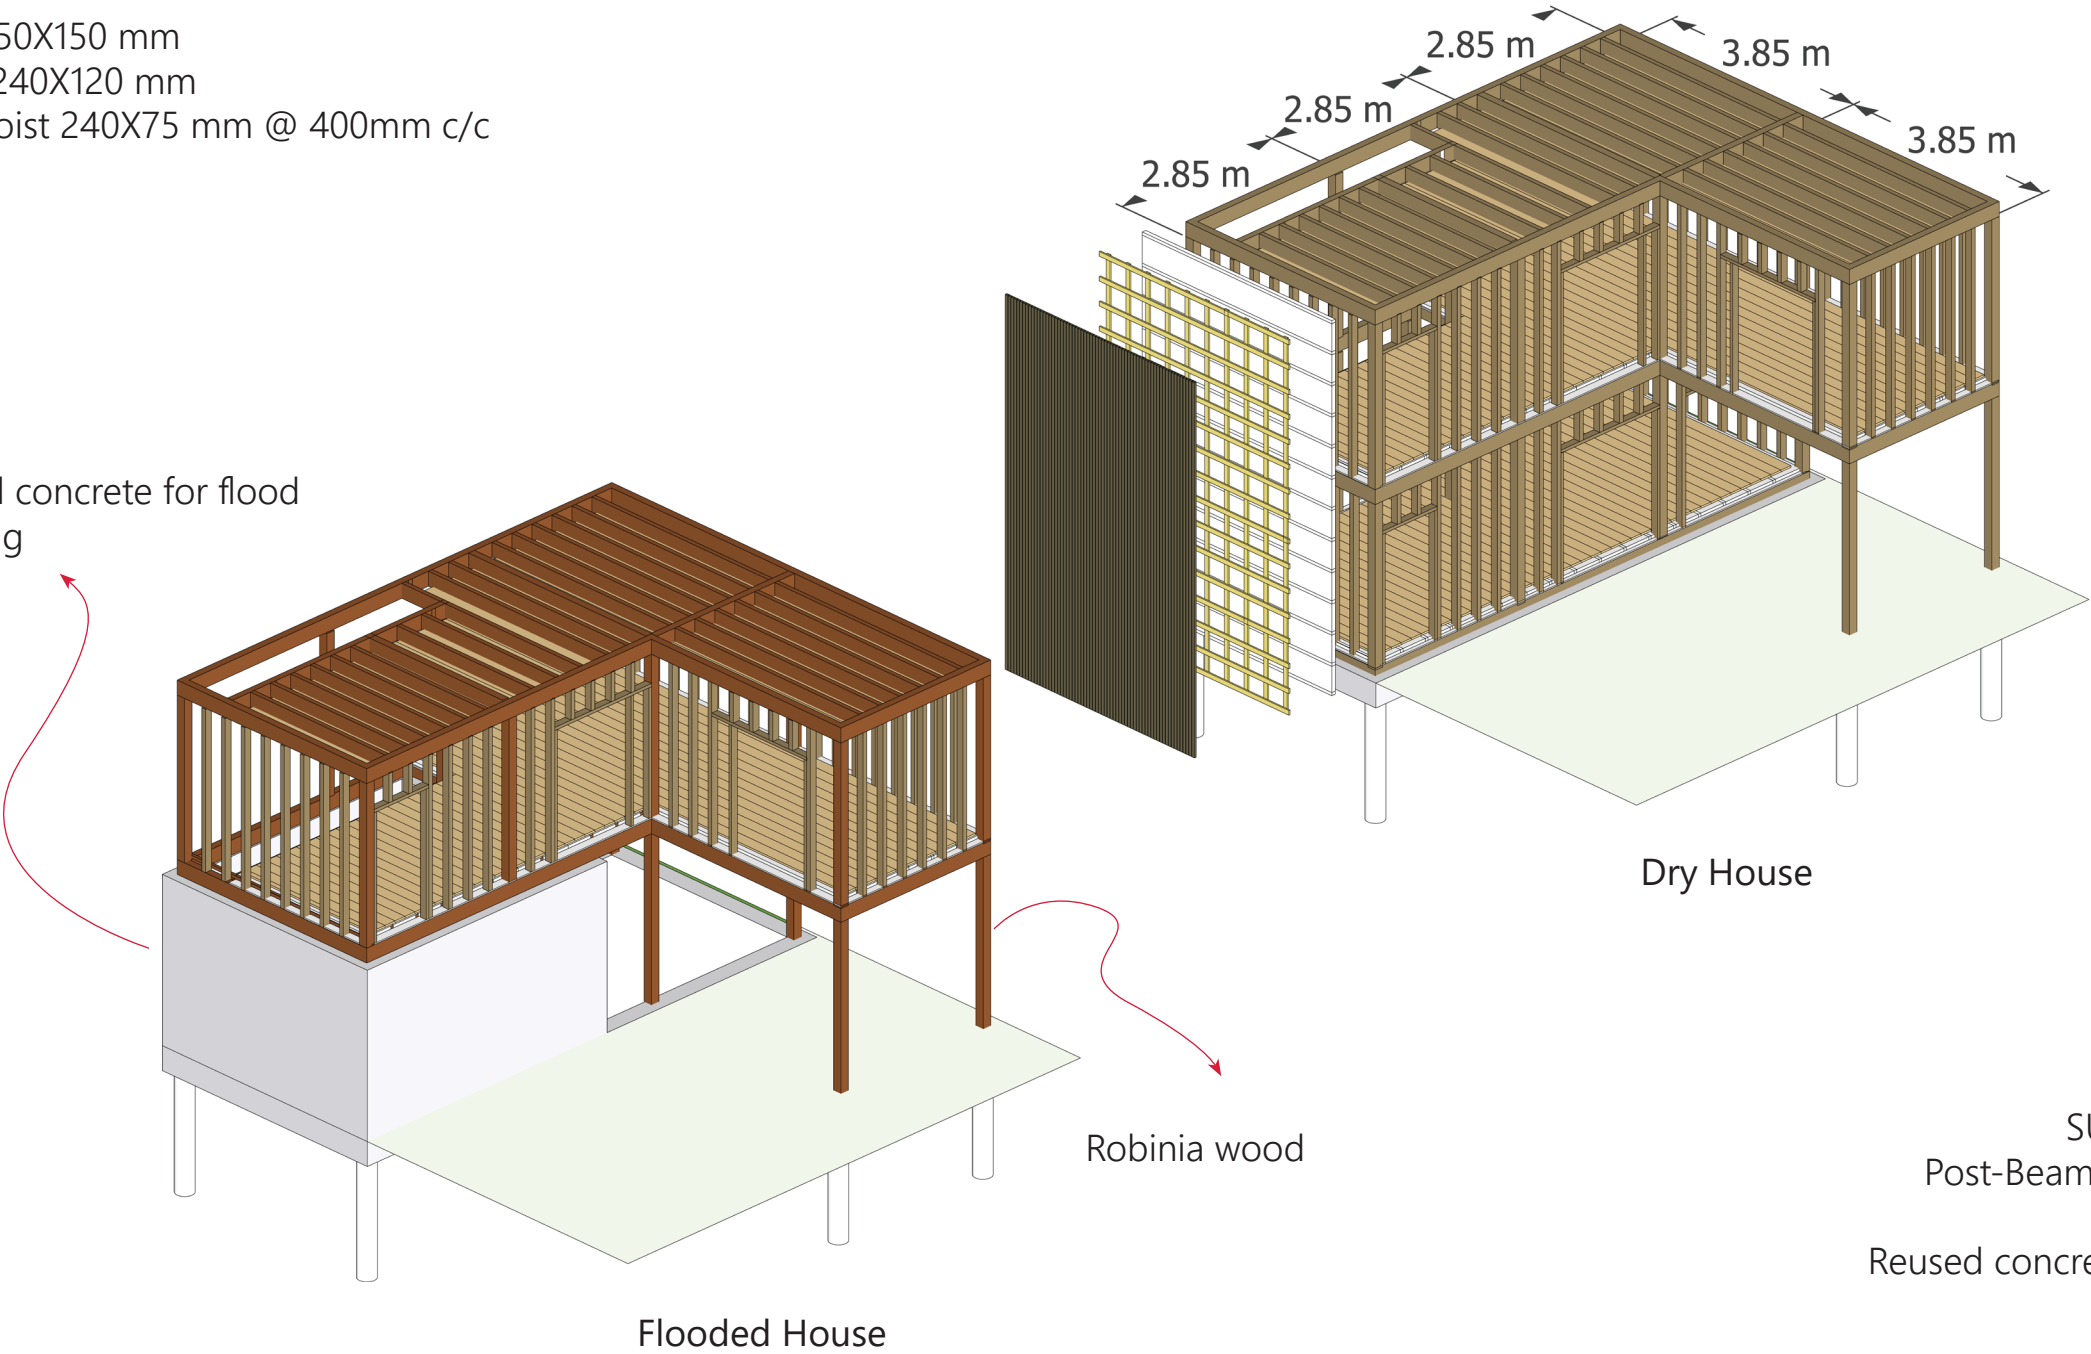 50X150 mm
240X120 mm
oist 240X75 mm @ 400mm c/c
2.85 m
2.85 m
2.85 m
3.85 m
3.85 m
l concrete for flood
g
Dry House
Robinia wood
SU
Post-Beam
Reused concre
Flooded House